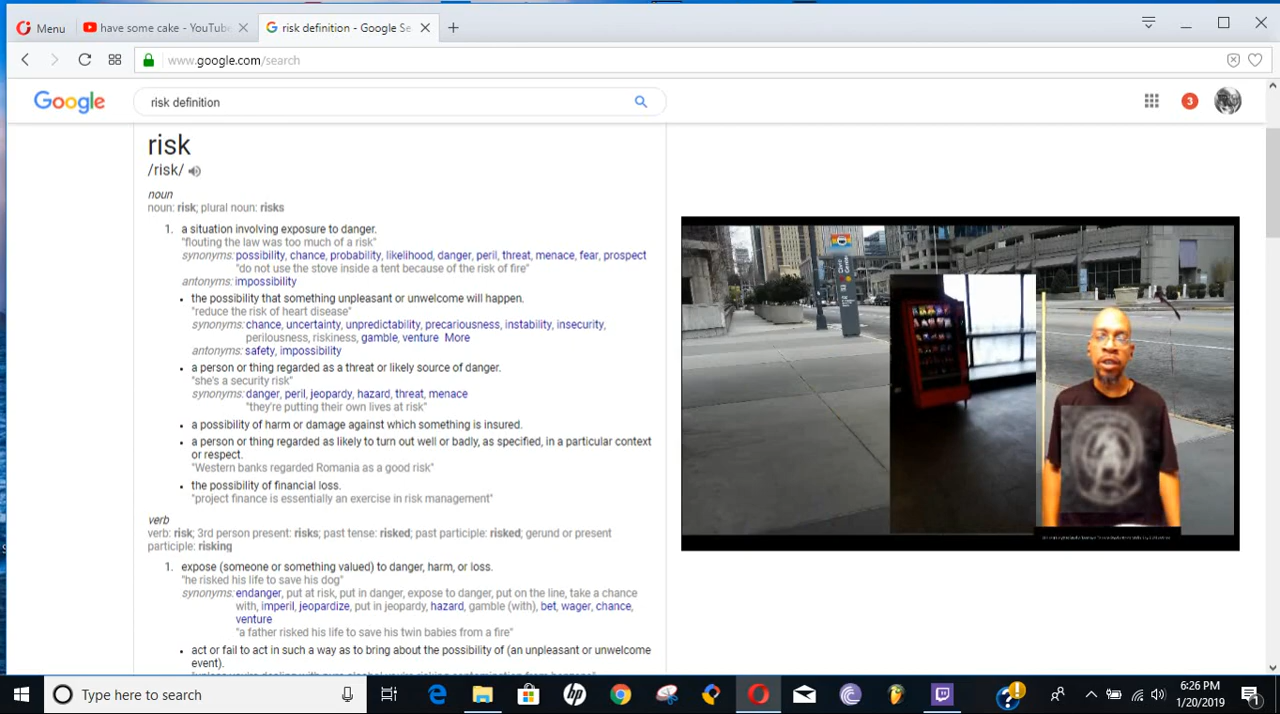 Menu
have some cake - YouTube
risk definition - Google Se
www.google.com/search
Google
risk definition
3
risk
/risk/
noun
noun: risk; plural noun: risks
1. a situation involving exposure to danger.
"flouting the law was too much of a risk"
synonyms: possibility, chance, probability, likelihood, danger, peril, threat, menace, fear, prospect
"do not use the stove inside a tent because of the risk of fire"
antonyms: impossibility
• the possibility that something unpleasant or unwelcome will happen.
"reduce the risk of heart disease"
synonyms: chance, uncertainty, unpredictability, precariousness, instability, insecurity,
perilousness, riskiness, gamble, venture More
antonyms: safety, impossibility
• a person or thing regarded as a threat or likely source of danger.
"she's a security risk"
synonyms: danger, peril, jeopardy, hazard, threat, menace
"they're putting their own lives at risk"
• a possibility of harm or damage against which something is insured.
• a person or thing regarded as likely to turn out well or badly, as specified, in a particular context
or respect.
"Western banks regarded Romania as a good risk"
• the possibility of financial loss.
"project finance is essentially an exercise in risk management"
verb
verb: risk; 3rd person present: risks; past tense: risked; past participle: risked; gerund or present
participle: risking
1. expose (someone or something valued) to danger, harm, or loss.
"he risked his life to save his dog"
synonyms: endanger, put at risk, put in danger, expose to danger, put on the line, take a chance
with, imperil, jeopardize, put in jeopardy, hazard, gamble (with), bet, wager, chance,
venture
"a father risked his life to save his twin babies from a fire"
• act or fail to act in such a way as to bring about the possibility of (an unpleasant or unwelcome
event).
Type here to search
hp
6:26 PM
1/20/2019
1